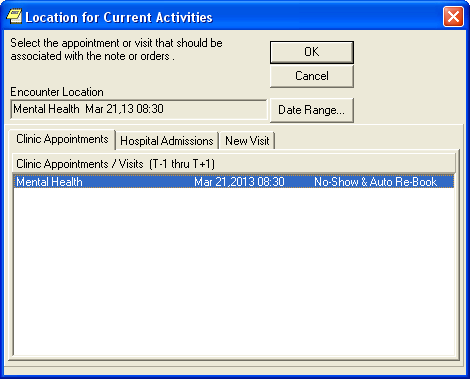 Location for Current Activities
Select the appointment or visit that should be
associated with the note or orders .
OK
Cancel
Encounter Location
Mental Health  Mar 21,13 08:30
Date Range...
Clinic Appointments
Hospital Admissions
New Visit
Clinic Appointments / Visits  (T-1 thru T+1)
Mental Health Mar 21,2013 08:30 No-Show & Auto Re-Book